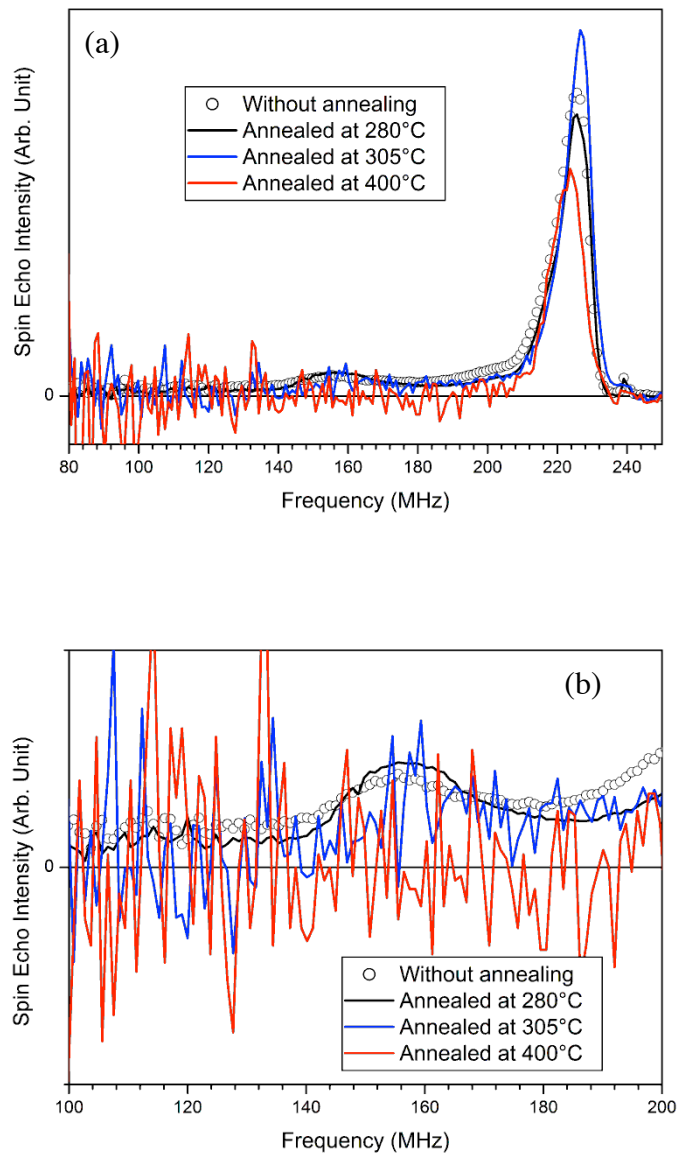 (a)
Without annealing
Annealed at 280°C
Annealed at 305°C
Annealed at 400°C
Spin Echo Intensity (Arb. Unit)
0
80 100 120 140 160 180 200 220 240
Frequency (MHz)
(b)
Spin Echo Intensity (Arb. Unit)
0
Without annealing
Annealed at 280°C
Annealed at 305°C
Annealed at 400°C
100 120 140 160 180 200
Frequency (MHz)